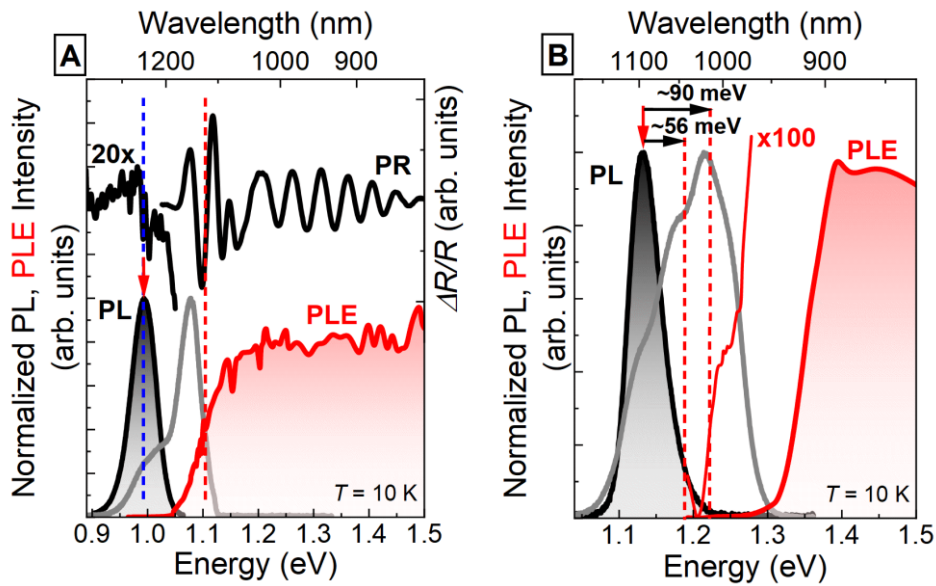 Wavelength (nm)
A
1200
1000
900
Normalized PL, PLE Intensity
(arb. units)
20x
PR
PL
PLE
T = 10 K
ΔR/R (arb. units)
0.9
1.0
1.1
1.2
1.3
1.4
1.5
Energy (eV)
Wavelength (nm)
B
1100
1000
900
Normalized PL, PLE Intensity
(arb. units)
~90 meV
~56 meV
x100
PL
PLE
T = 10 K
1.1
1.2
1.3
1.4
1.5
Energy (eV)